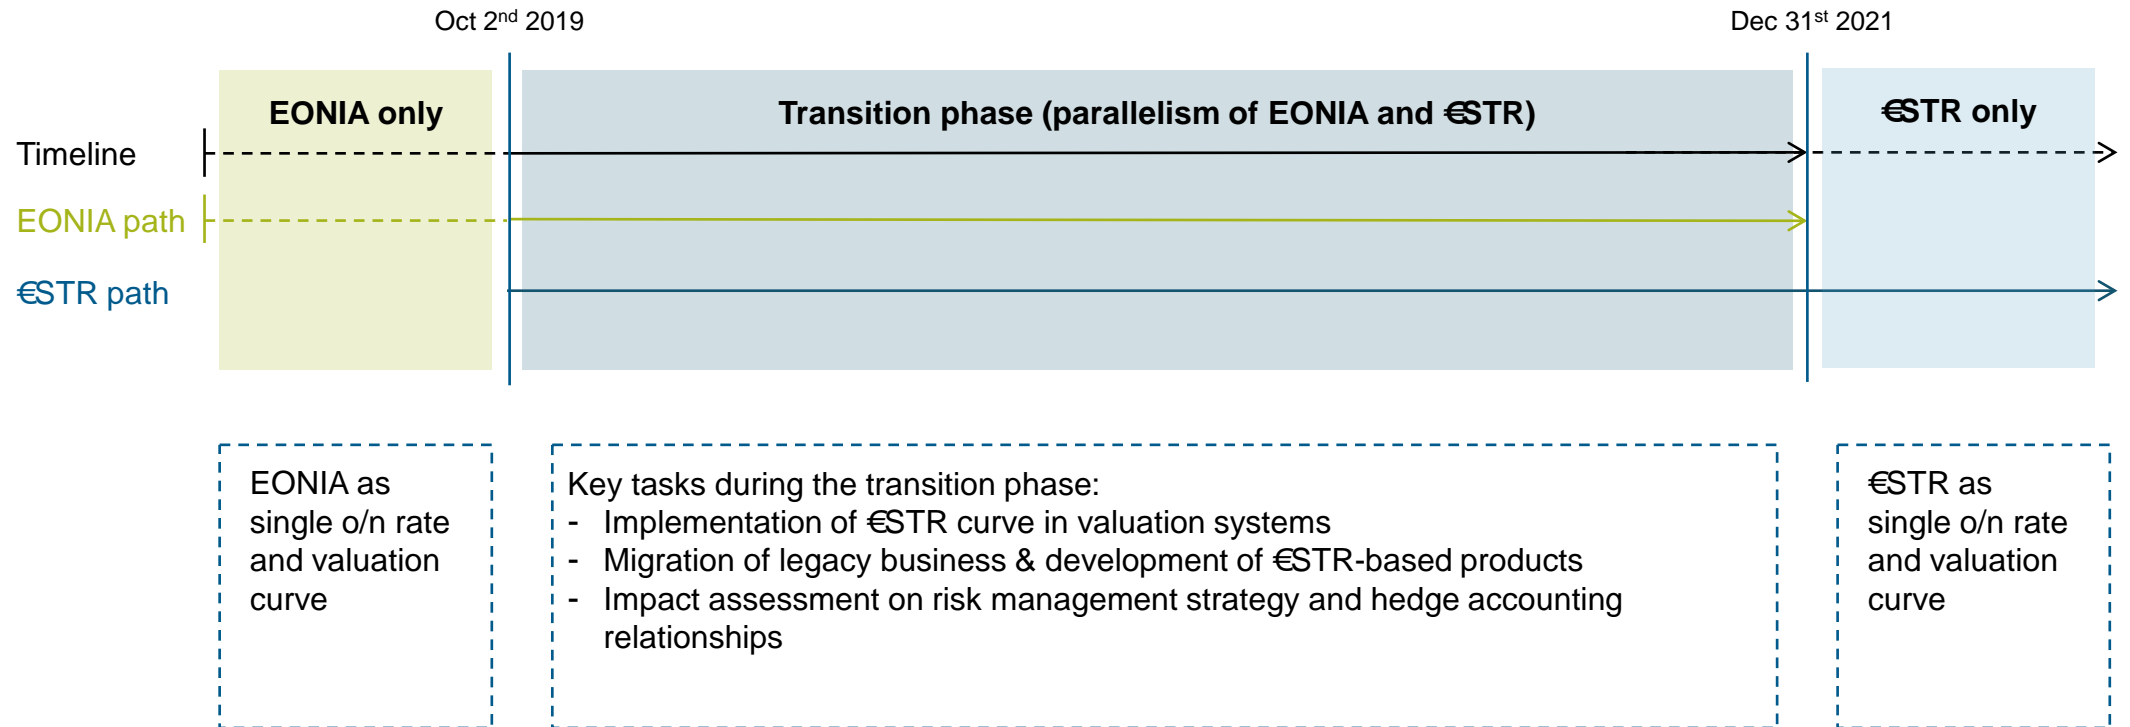 Oct 2nd 2019
Dec 31st 2021
EONIA only
Transition phase (parallelism of EONIA and €STR)
€STR only
Timeline
EONIA path
€STR path
EONIA as
single o/n rate
and valuation
curve
Key tasks during the transition phase:
- Implementation of €STR curve in valuation systems
- Migration of legacy business & development of €STR-based products
- Impact assessment on risk management strategy and hedge accounting
relationships
€STR as
single o/n rate
and valuation
curve